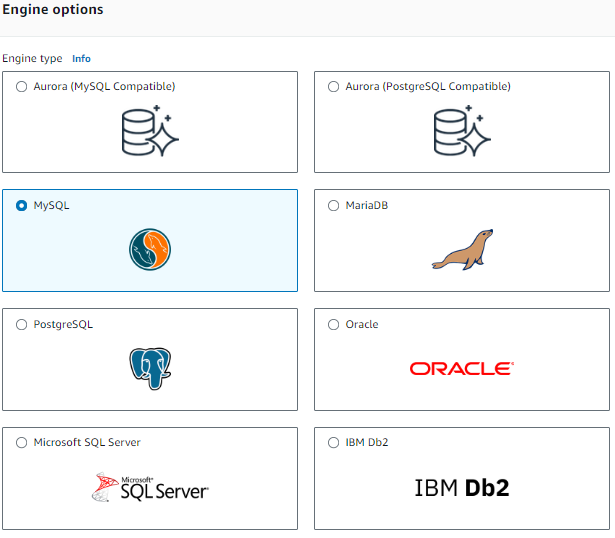 Engine options
Engine type Info
Aurora (MySQL Compatible)
Aurora (PostgreSQL Compatible)
MySQL
MariaDB
PostgreSQL
Oracle
ORACLE
Microsoft SQL Server
Microsoft
SQL Server
IBM Db2
IBM Db2